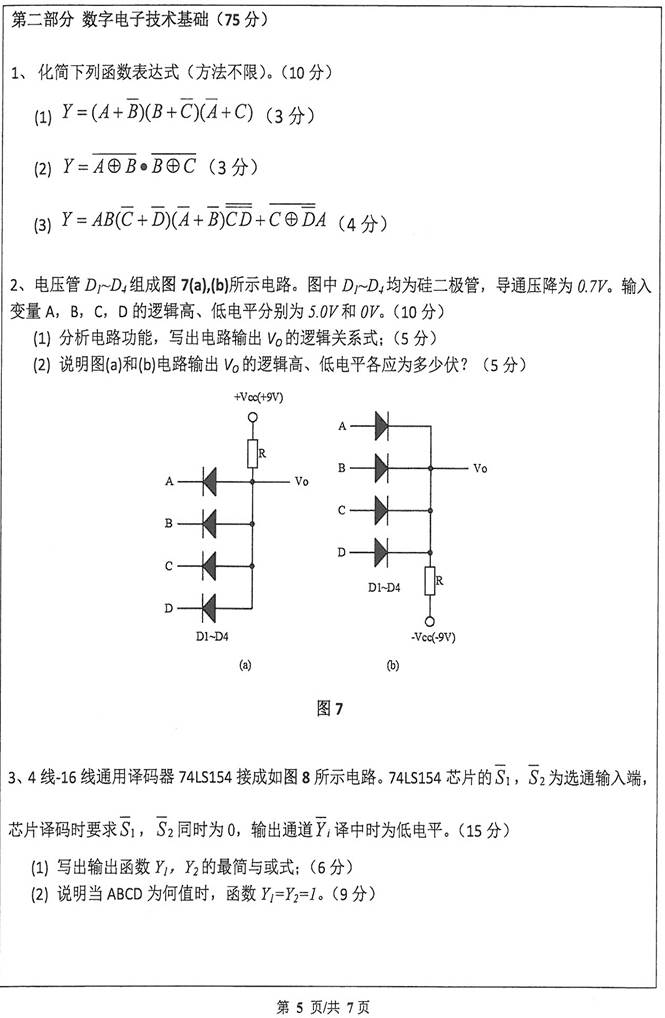 第二部分 数字电子技术基础（75 分）
1、 化简下列函数表达式（方法不限）。（10 分）
(1) Y = (A + B̅)(B + C̅)(A̅ + C)（3 分）
(2) Y = \overline{A ⊕ B} • \overline{B ⊕ C}（3 分）
(3) Y = AB(C̅ + D̅)(A̅ + B̅)\overline{\overline{CD}} + \overline{C ⊕ \overline{D}}A（4 分）
2、电压管 D₁~D₄ 组成图 7(a),(b)所示电路。图中 D₁~D₄ 均为硅二极管，导通压降为 0.7V。输入
变量 A，B，C，D 的逻辑高、低电平分别为 5.0V 和 0V。（10 分）
(1) 分析电路功能，写出电路输出 Vₒ 的逻辑关系式；（5 分）
(2) 说明图(a)和(b)电路输出 Vₒ 的逻辑高、低电平各应为多少伏？（5 分）
+Vcc(+9V)
R
A
Vo
B
C
D
D1~D4
(a)
A
B
Vo
C
D
D1~D4
R
-Vcc(-9V)
(b)
图 7
3、4 线-16 线通用译码器 74LS154 接成如图 8 所示电路。74LS154 芯片的 S̅₁，S̅₂ 为选通输入端，
芯片译码时要求 S̅₁，S̅₂ 同时为 0，输出通道 Y̅ᵢ 译中时为低电平。（15 分）
(1) 写出输出函数 Y₁，Y₂ 的最简与或式；（6 分）
(2) 说明当 ABCD 为何值时，函数 Y₁=Y₂=1。（9 分）
第 5 页/共 7 页